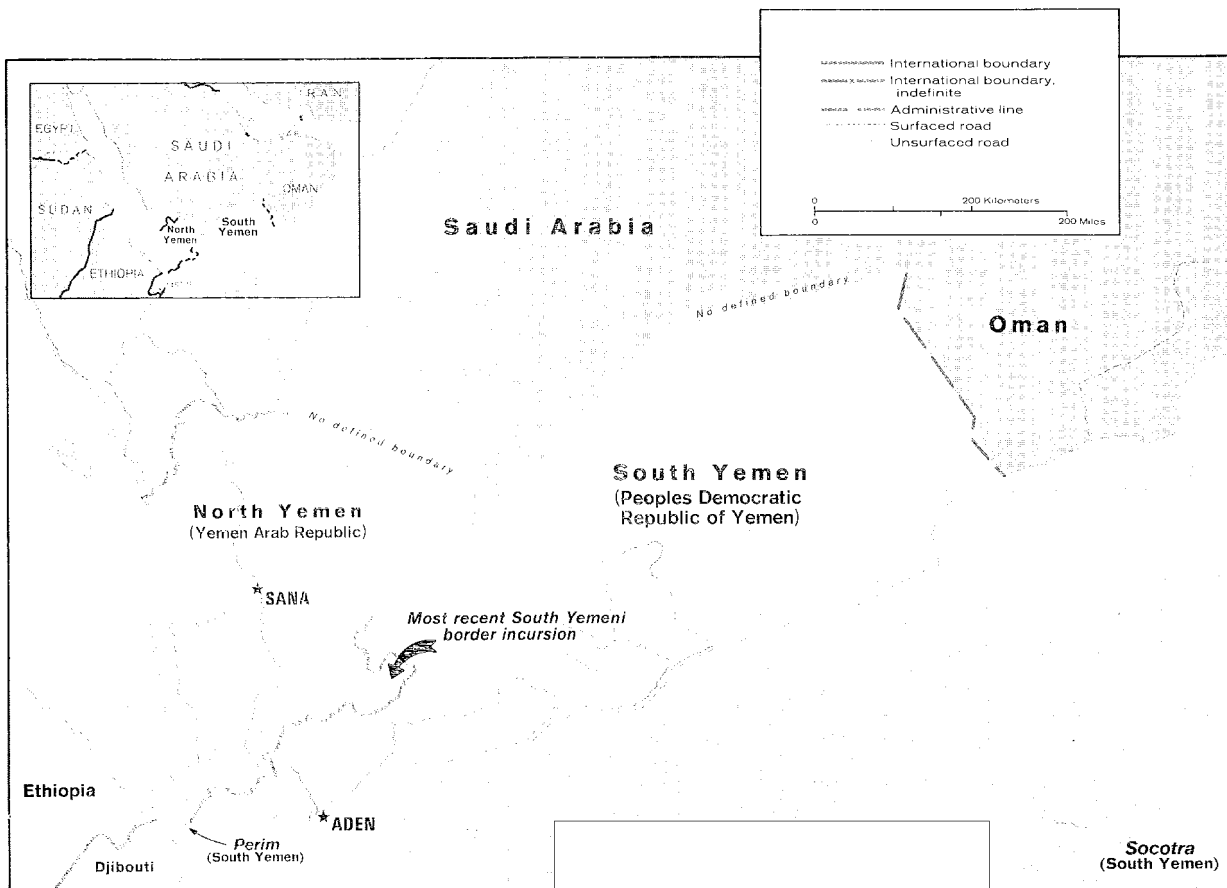 International boundary
International boundary,
indefinite
Administrative line
Surfaced road
Unsurfaced road
0 200 Kilometers
0 200 Miles
EGYPT
SAUDI
ARABIA
OMAN
SUDAN
North
Yemen
South
Yemen
ETHIOPIA
Saudi Arabia
No defined boundary
Oman
No defined boundary
South Yemen
(Peoples Democratic
Republic of Yemen)
North Yemen
(Yemen Arab Republic)
SANA
Most recent South Yemeni
border incursion
Ethiopia
ADEN
Perim
(South Yemen)
Djibouti
Socotra
(South Yemen)